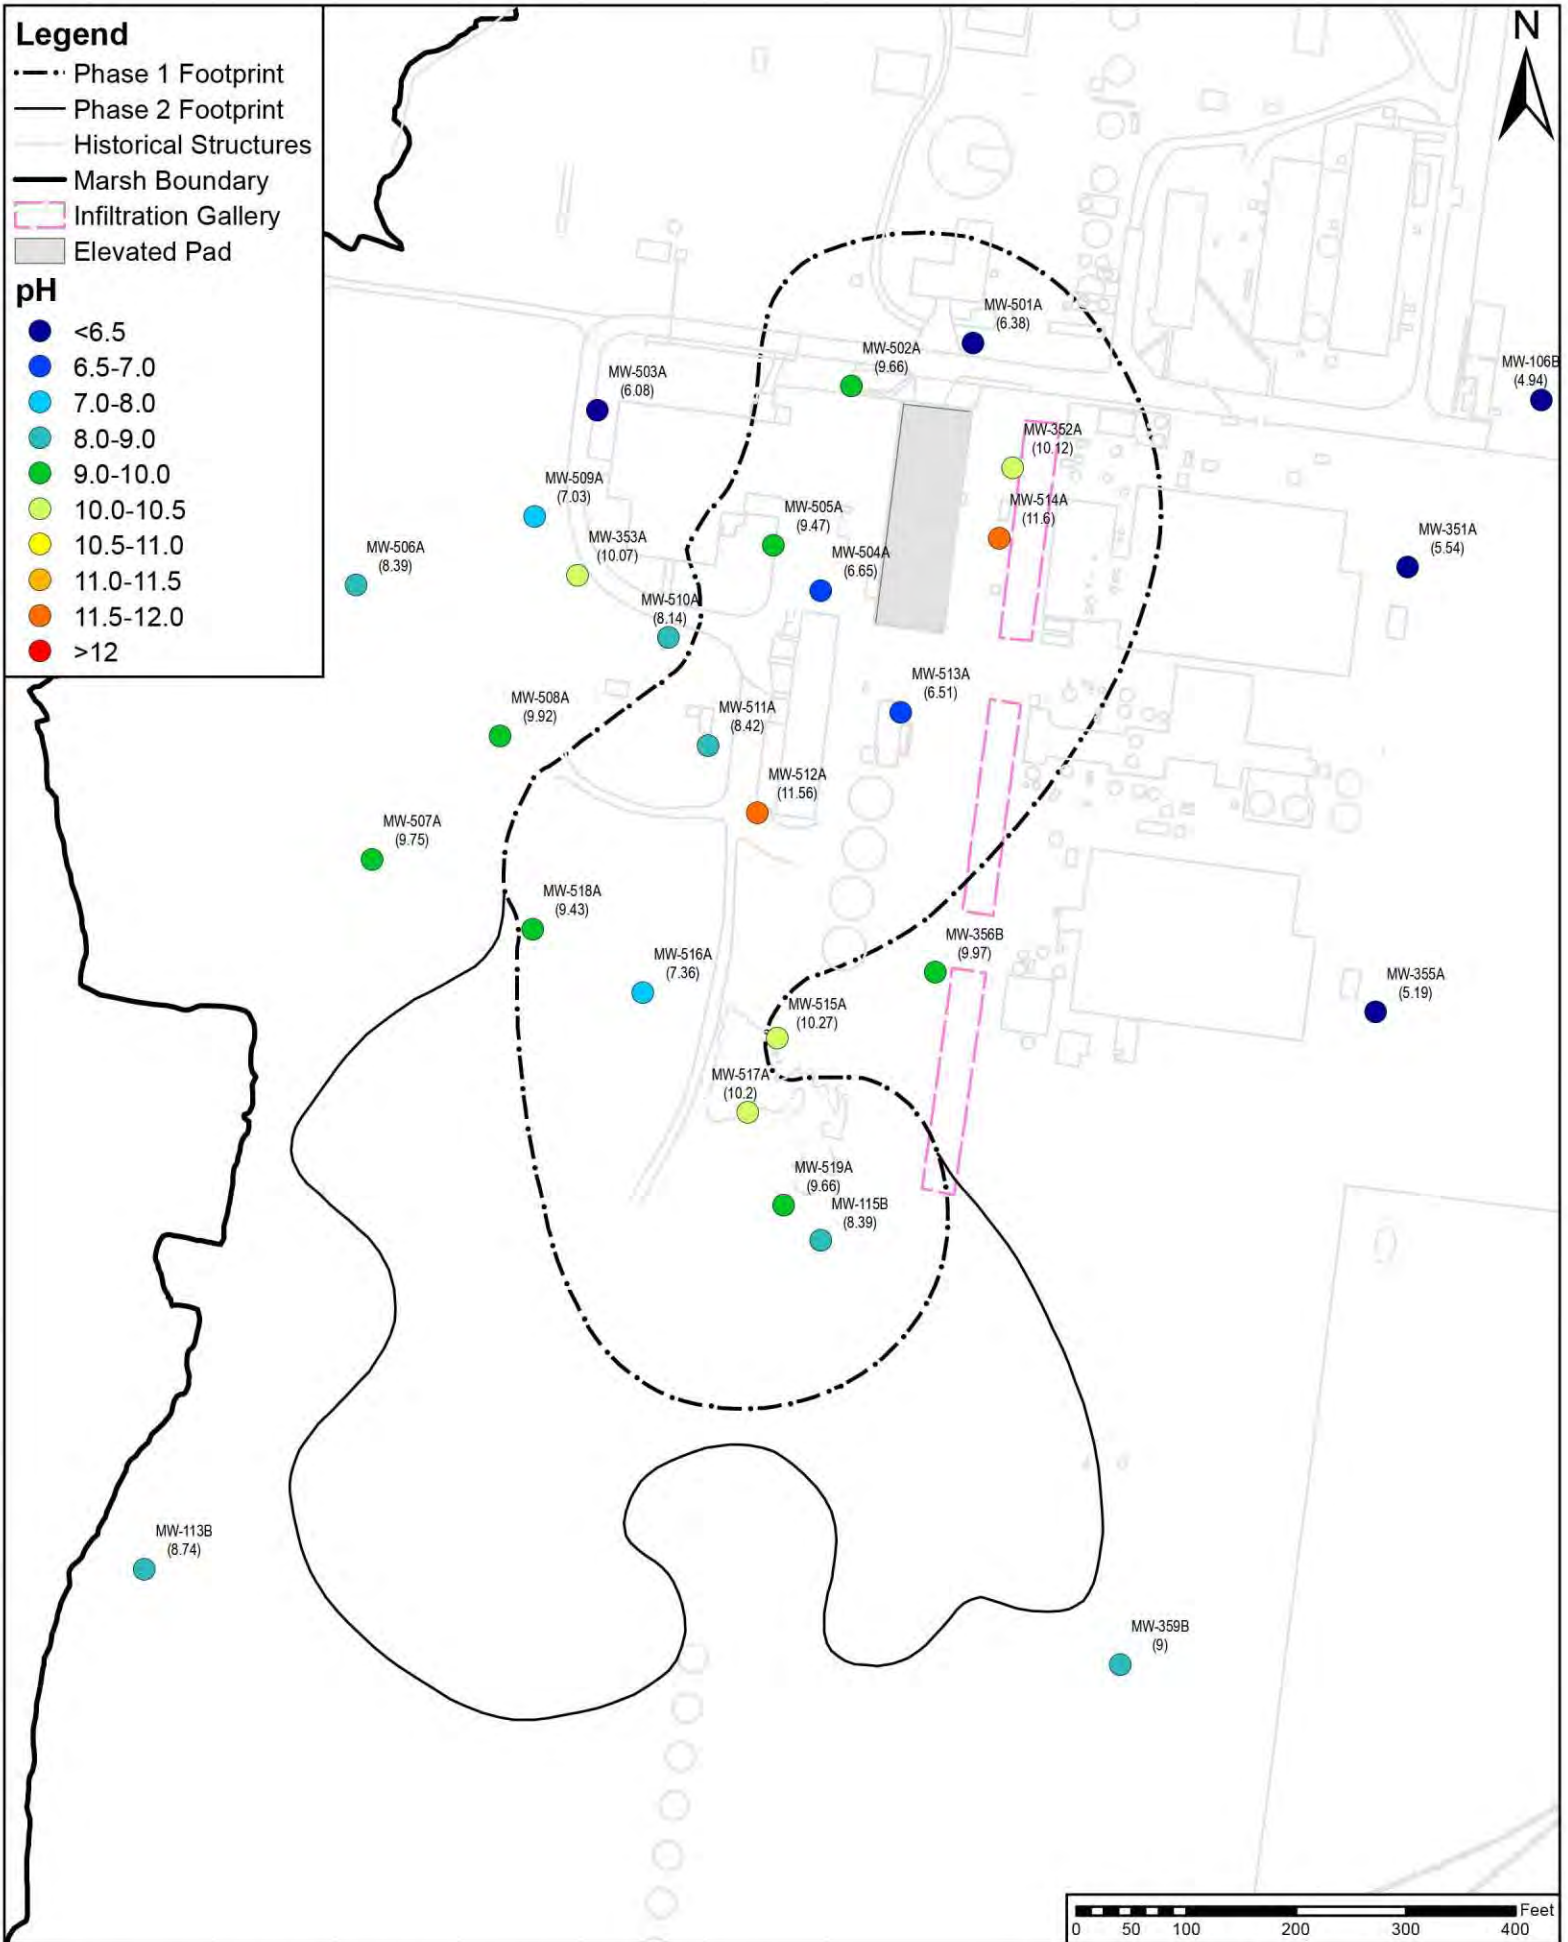 Legend
Phase 1 Footprint
Phase 2 Footprint
Historical Structures
Marsh Boundary
Infiltration Gallery
Elevated Pad
pH
<6.5
6.5-7.0
7.0-8.0
8.0-9.0
9.0-10.0
10.0-10.5
10.5-11.0
11.0-11.5
11.5-12.0
>12
N
MW-501A
(6.38)
MW-502A
(9.66)
MW-503A
(6.08)
MW-106B
(4.94)
MW-352A
(10.12)
MW-509A
(7.03)
MW-505A
(9.47)
MW-514A
(11.6)
MW-353A
(10.07)
MW-506A
(8.39)
MW-504A
(6.65)
MW-351A
(5.54)
MW-510A
(8.14)
MW-513A
(6.51)
MW-508A
(9.92)
MW-511A
(8.42)
MW-512A
(11.56)
MW-507A
(9.75)
MW-518A
(9.43)
MW-356B
(9.97)
MW-516A
(7.36)
MW-355A
(5.19)
MW-515A
(10.27)
MW-517A
(10.2)
MW-519A
(9.66)
MW-115B
(8.39)
MW-113B
(8.74)
MW-359B
(9)
Feet
0 50 100 200 300 400